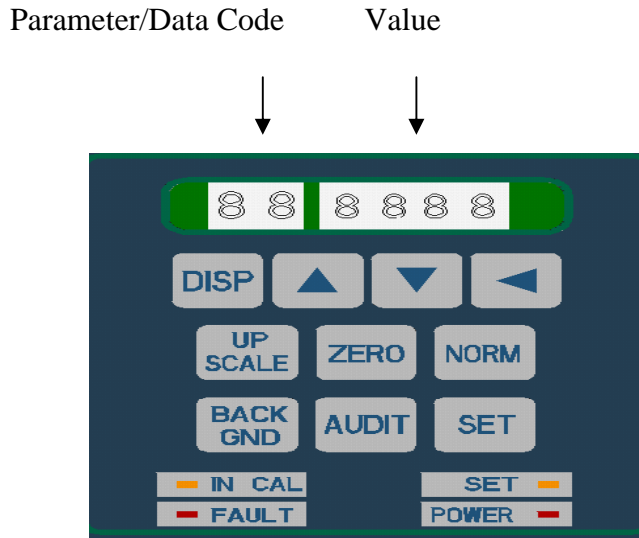 Parameter/Data Code Value
88 8888
DISP
UP SCALE ZERO NORM
BACK GND AUDIT SET
IN CAL SET
FAULT POWER